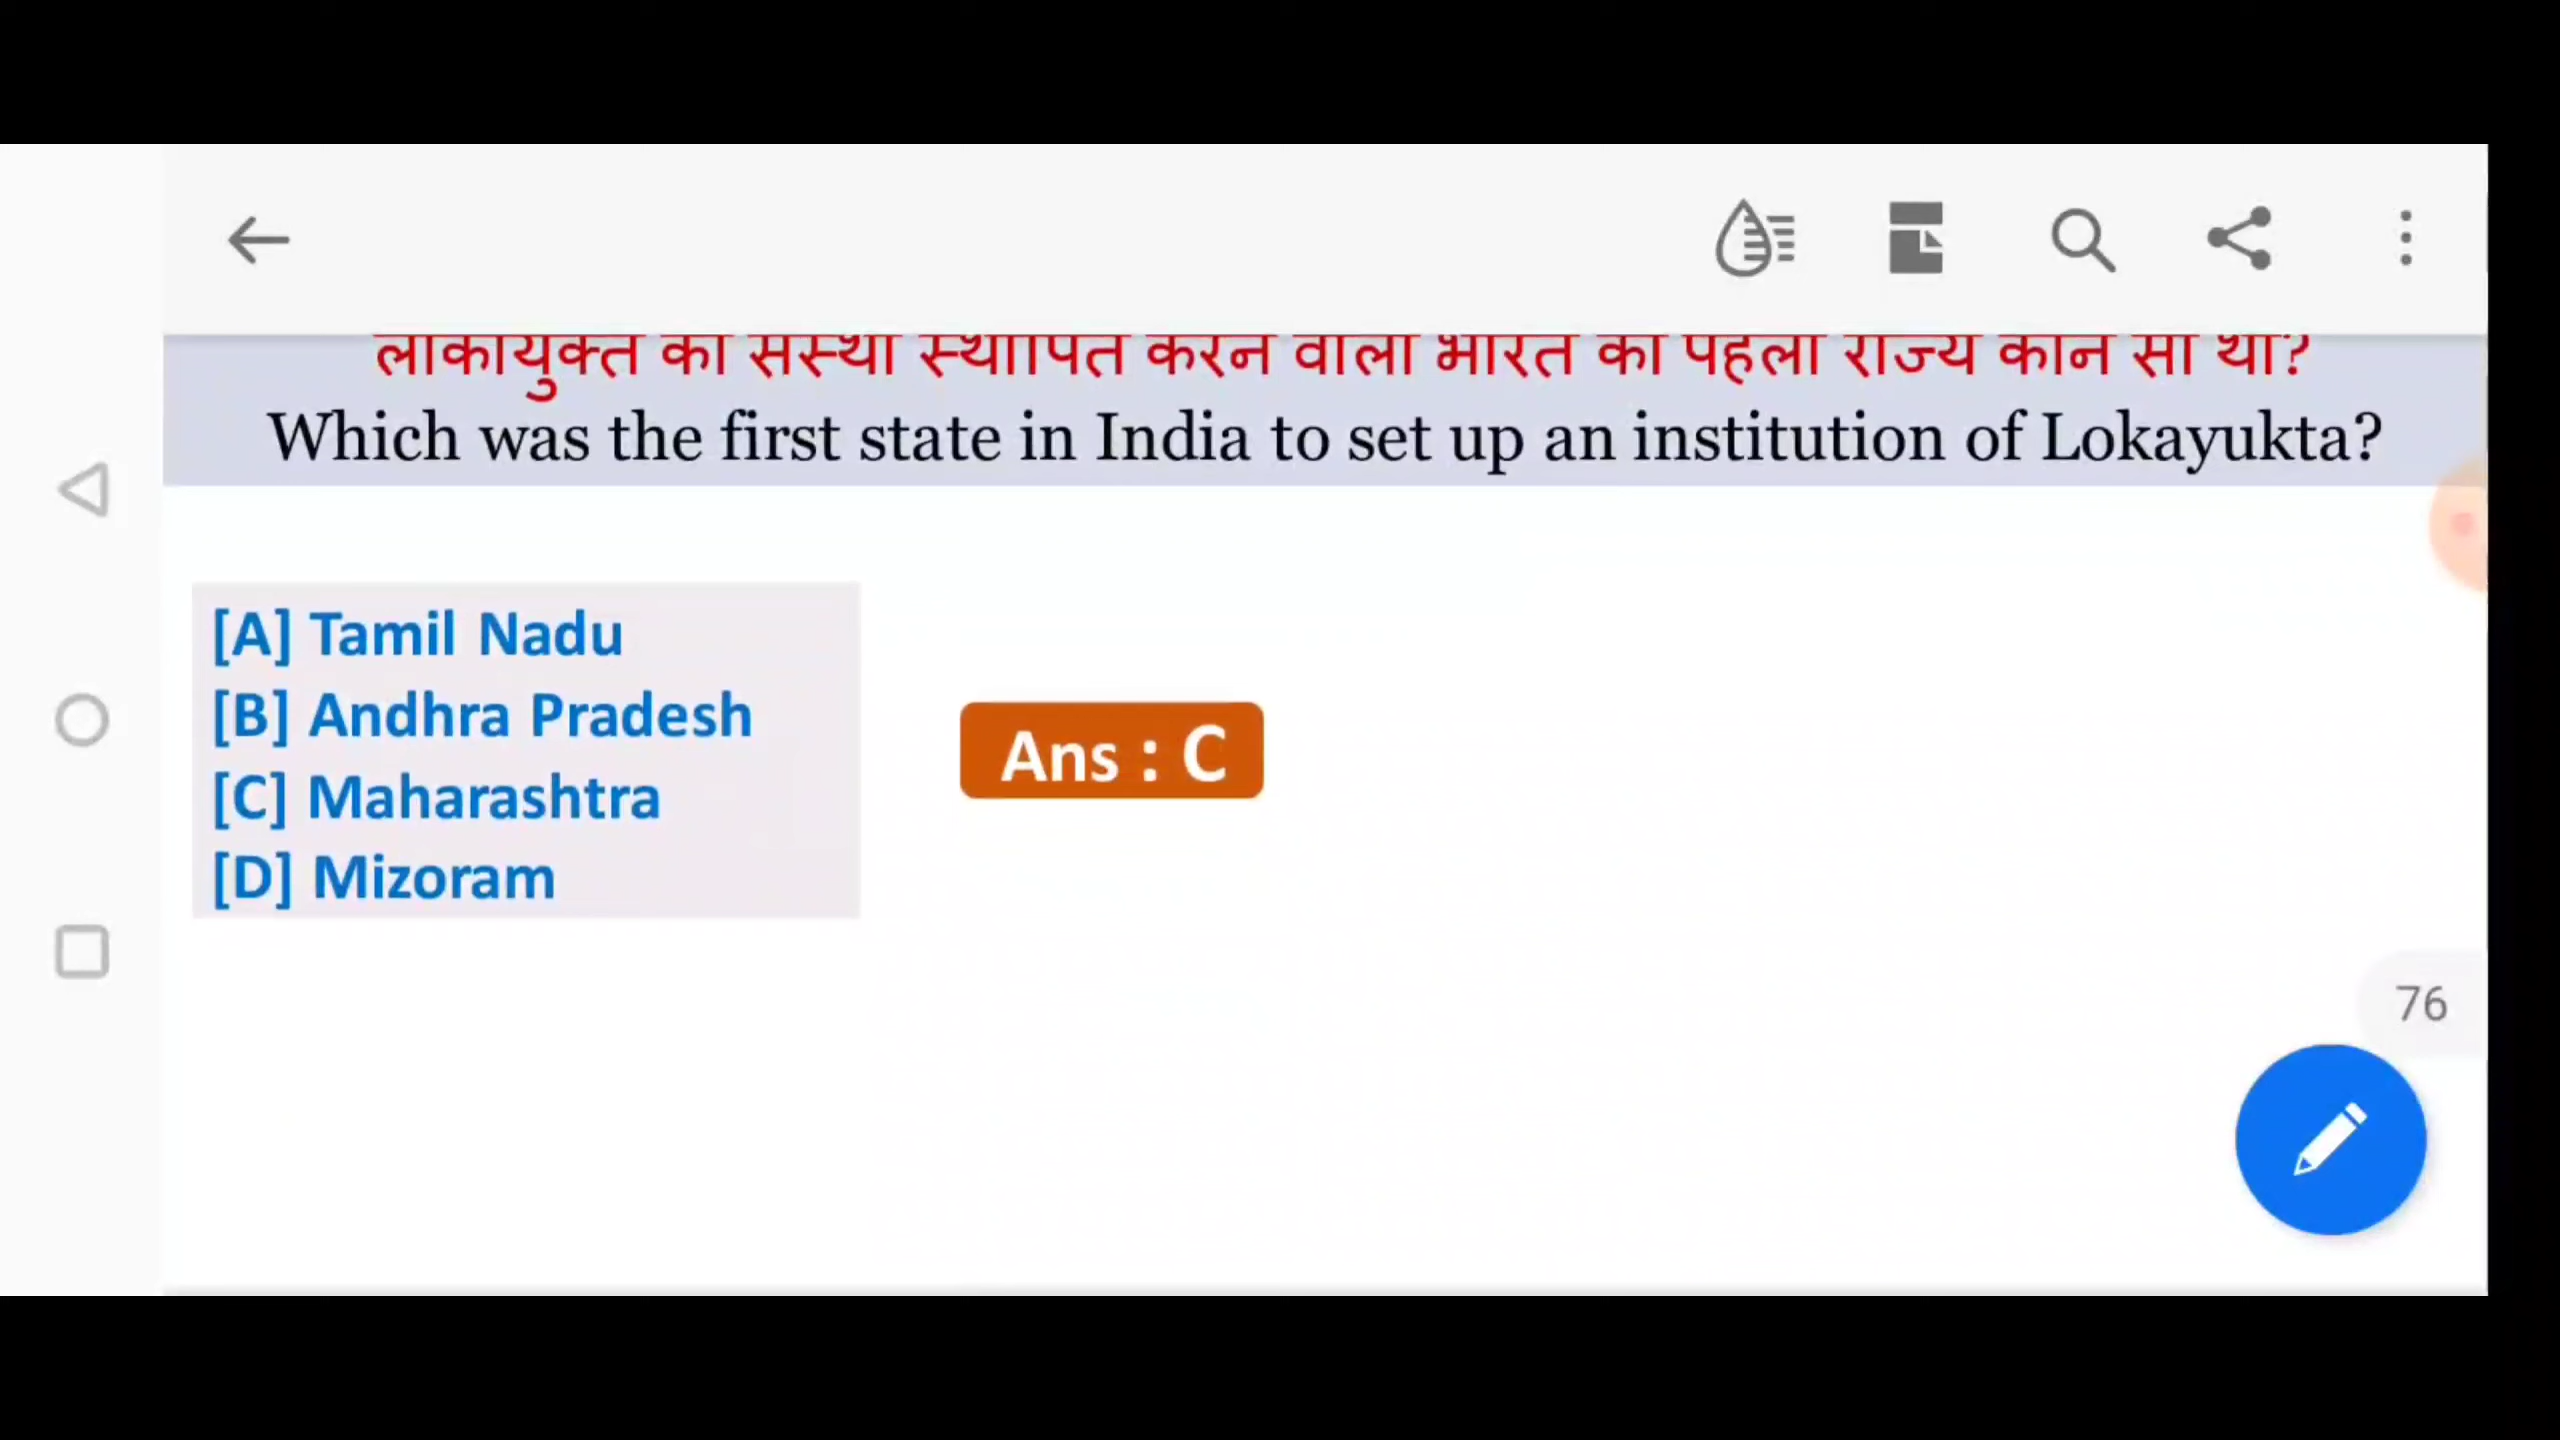 लोकायुक्त की संस्था स्थापित करने वाला भारत का पहला राज्य कौन सा था?
Which was the first state in India to set up an institution of Lokayukta?
[A] Tamil Nadu
[B] Andhra Pradesh
[C] Maharashtra
[D] Mizoram
Ans : C
76